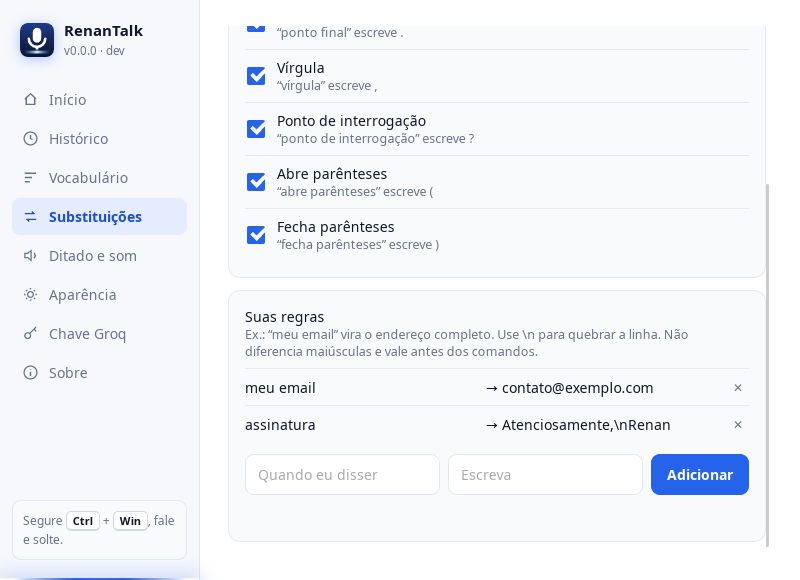 RenanTalk
v0.0.0 · dev
Início
Histórico
Vocabulário
Substituições
Ditado e som
Aparência
Chave Groq
Sobre
Segure Ctrl + Win, fale
e solte.
“ponto final” escreve .
Vírgula
“vírgula” escreve ,
Ponto de interrogação
“ponto de interrogação” escreve ?
Abre parênteses
“abre parênteses” escreve (
Fecha parênteses
“fecha parênteses” escreve )
Suas regras
Ex.: “meu email” vira o endereço completo. Use \n para quebrar a linha. Não
diferencia maiúsculas e vale antes dos comandos.
meu email → contato@exemplo.com ×
assinatura → Atenciosamente,\nRenan ×
Quando eu disser Escreva Adicionar